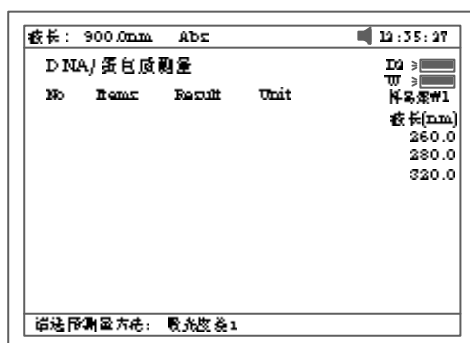 波长: 900.0nm Abs 12:35:27
DNA/蛋白质测量
No Items Result Unit
D2
W
样品架#1
波长(nm)
260.0
280.0
320.0
请选择测量方法: 吸光度差1